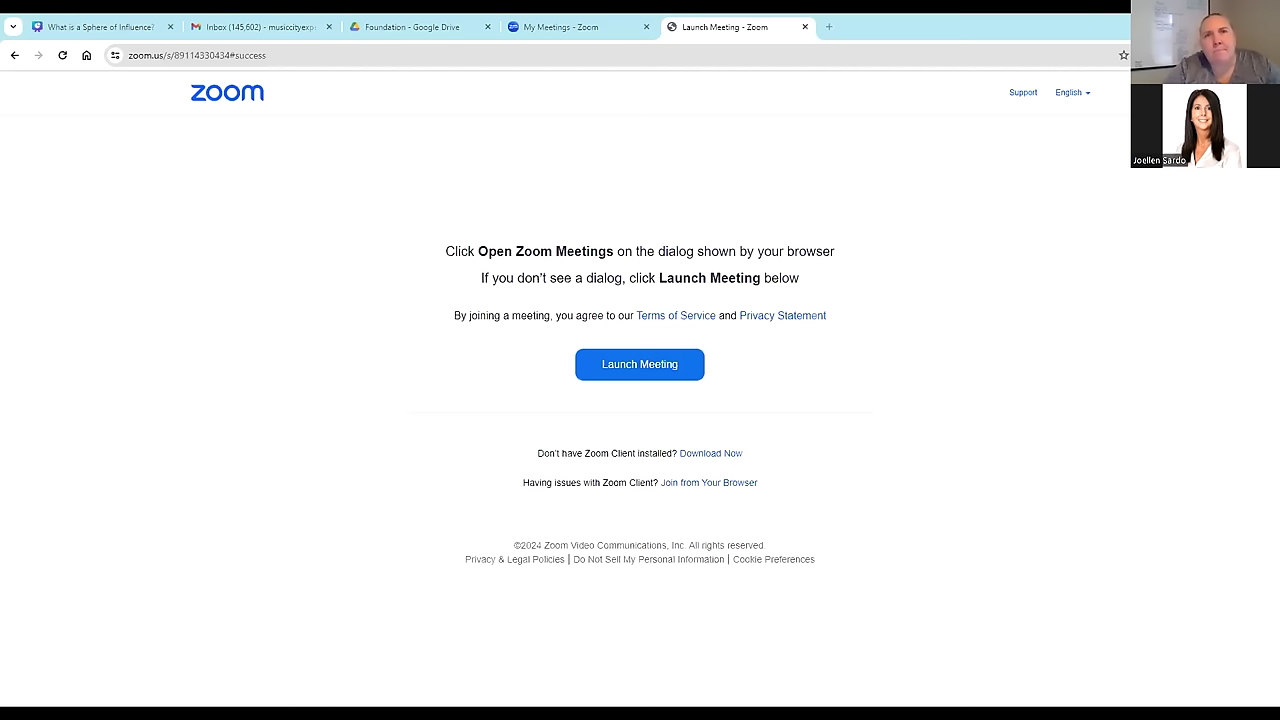 What is a Sphere of Influence?
Inbox (145,602) - musiccityexp
Foundation - Google Drive
My Meetings - Zoom
Launch Meeting - Zoom
zoom.us/s/89114330434#success
zoom
Support
English
Joellen Sardo
Click Open Zoom Meetings on the dialog shown by your browser
If you don't see a dialog, click Launch Meeting below
By joining a meeting, you agree to our Terms of Service and Privacy Statement
Launch Meeting
Don't have Zoom Client installed? Download Now
Having issues with Zoom Client? Join from Your Browser
©2024 Zoom Video Communications, Inc. All rights reserved.
Privacy & Legal Policies | Do Not Sell My Personal Information | Cookie Preferences